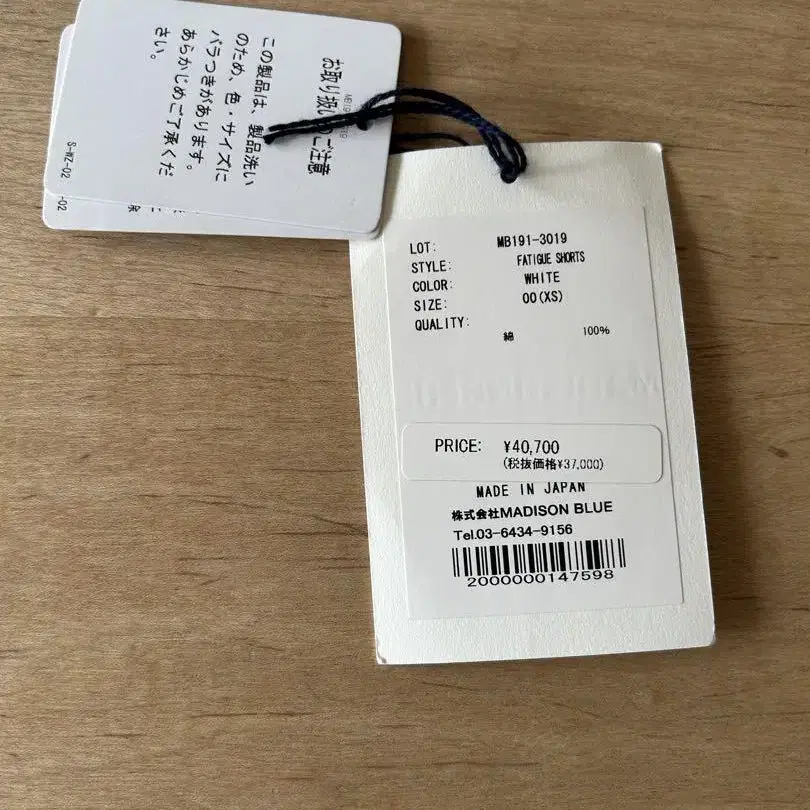 お取り扱いのご注意
この製品は、製品洗い
のため、色・サイズに
バラつきがあります。
あらかじめご了承くだ
さい。
S-WZ-02
-02
LOT: MB191-3019
STYLE: FATIGUE SHORTS
COLOR: WHITE
SIZE: 00(XS)
QUALITY:
綿 100%
PRICE: ¥40,700
(税抜価格¥37,000)
MADE IN JAPAN
株式会社MADISON BLUE
Tel.03-6434-9156
2000000147598